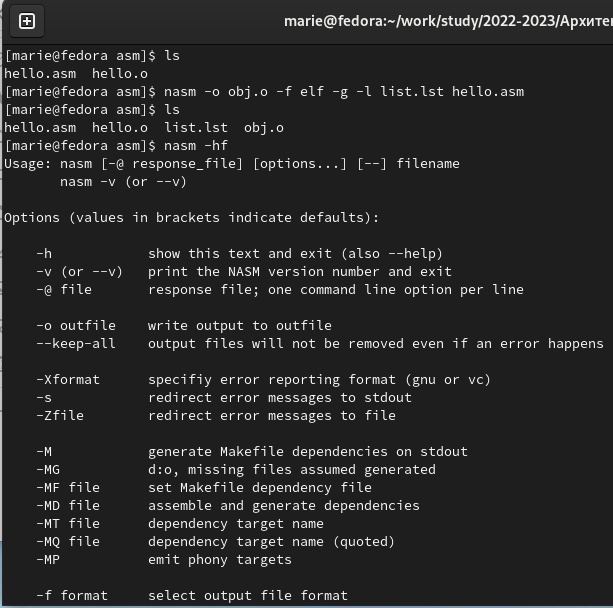 marie@fedora:~/work/study/2022-2023/Архитек
[marie@fedora asm]$ ls
hello.asm  hello.o
[marie@fedora asm]$ nasm -o obj.o -f elf -g -l list.lst hello.asm
[marie@fedora asm]$ ls
hello.asm  hello.o  list.lst  obj.o
[marie@fedora asm]$ nasm -hf
Usage: nasm [-@ response_file] [options...] [--] filename
       nasm -v (or --v)
Options (values in brackets indicate defaults):
    -h            show this text and exit (also --help)
    -v (or --v)   print the NASM version number and exit
    -@ file       response file; one command line option per line
    -o outfile    write output to outfile
    --keep-all    output files will not be removed even if an error happens
    -Xformat      specifiy error reporting format (gnu or vc)
    -s            redirect error messages to stdout
    -Zfile        redirect error messages to file
    -M            generate Makefile dependencies on stdout
    -MG           d:o, missing files assumed generated
    -MF file      set Makefile dependency file
    -MD file      assemble and generate dependencies
    -MT file      dependency target name
    -MQ file      dependency target name (quoted)
    -MP           emit phony targets
    -f format     select output file format